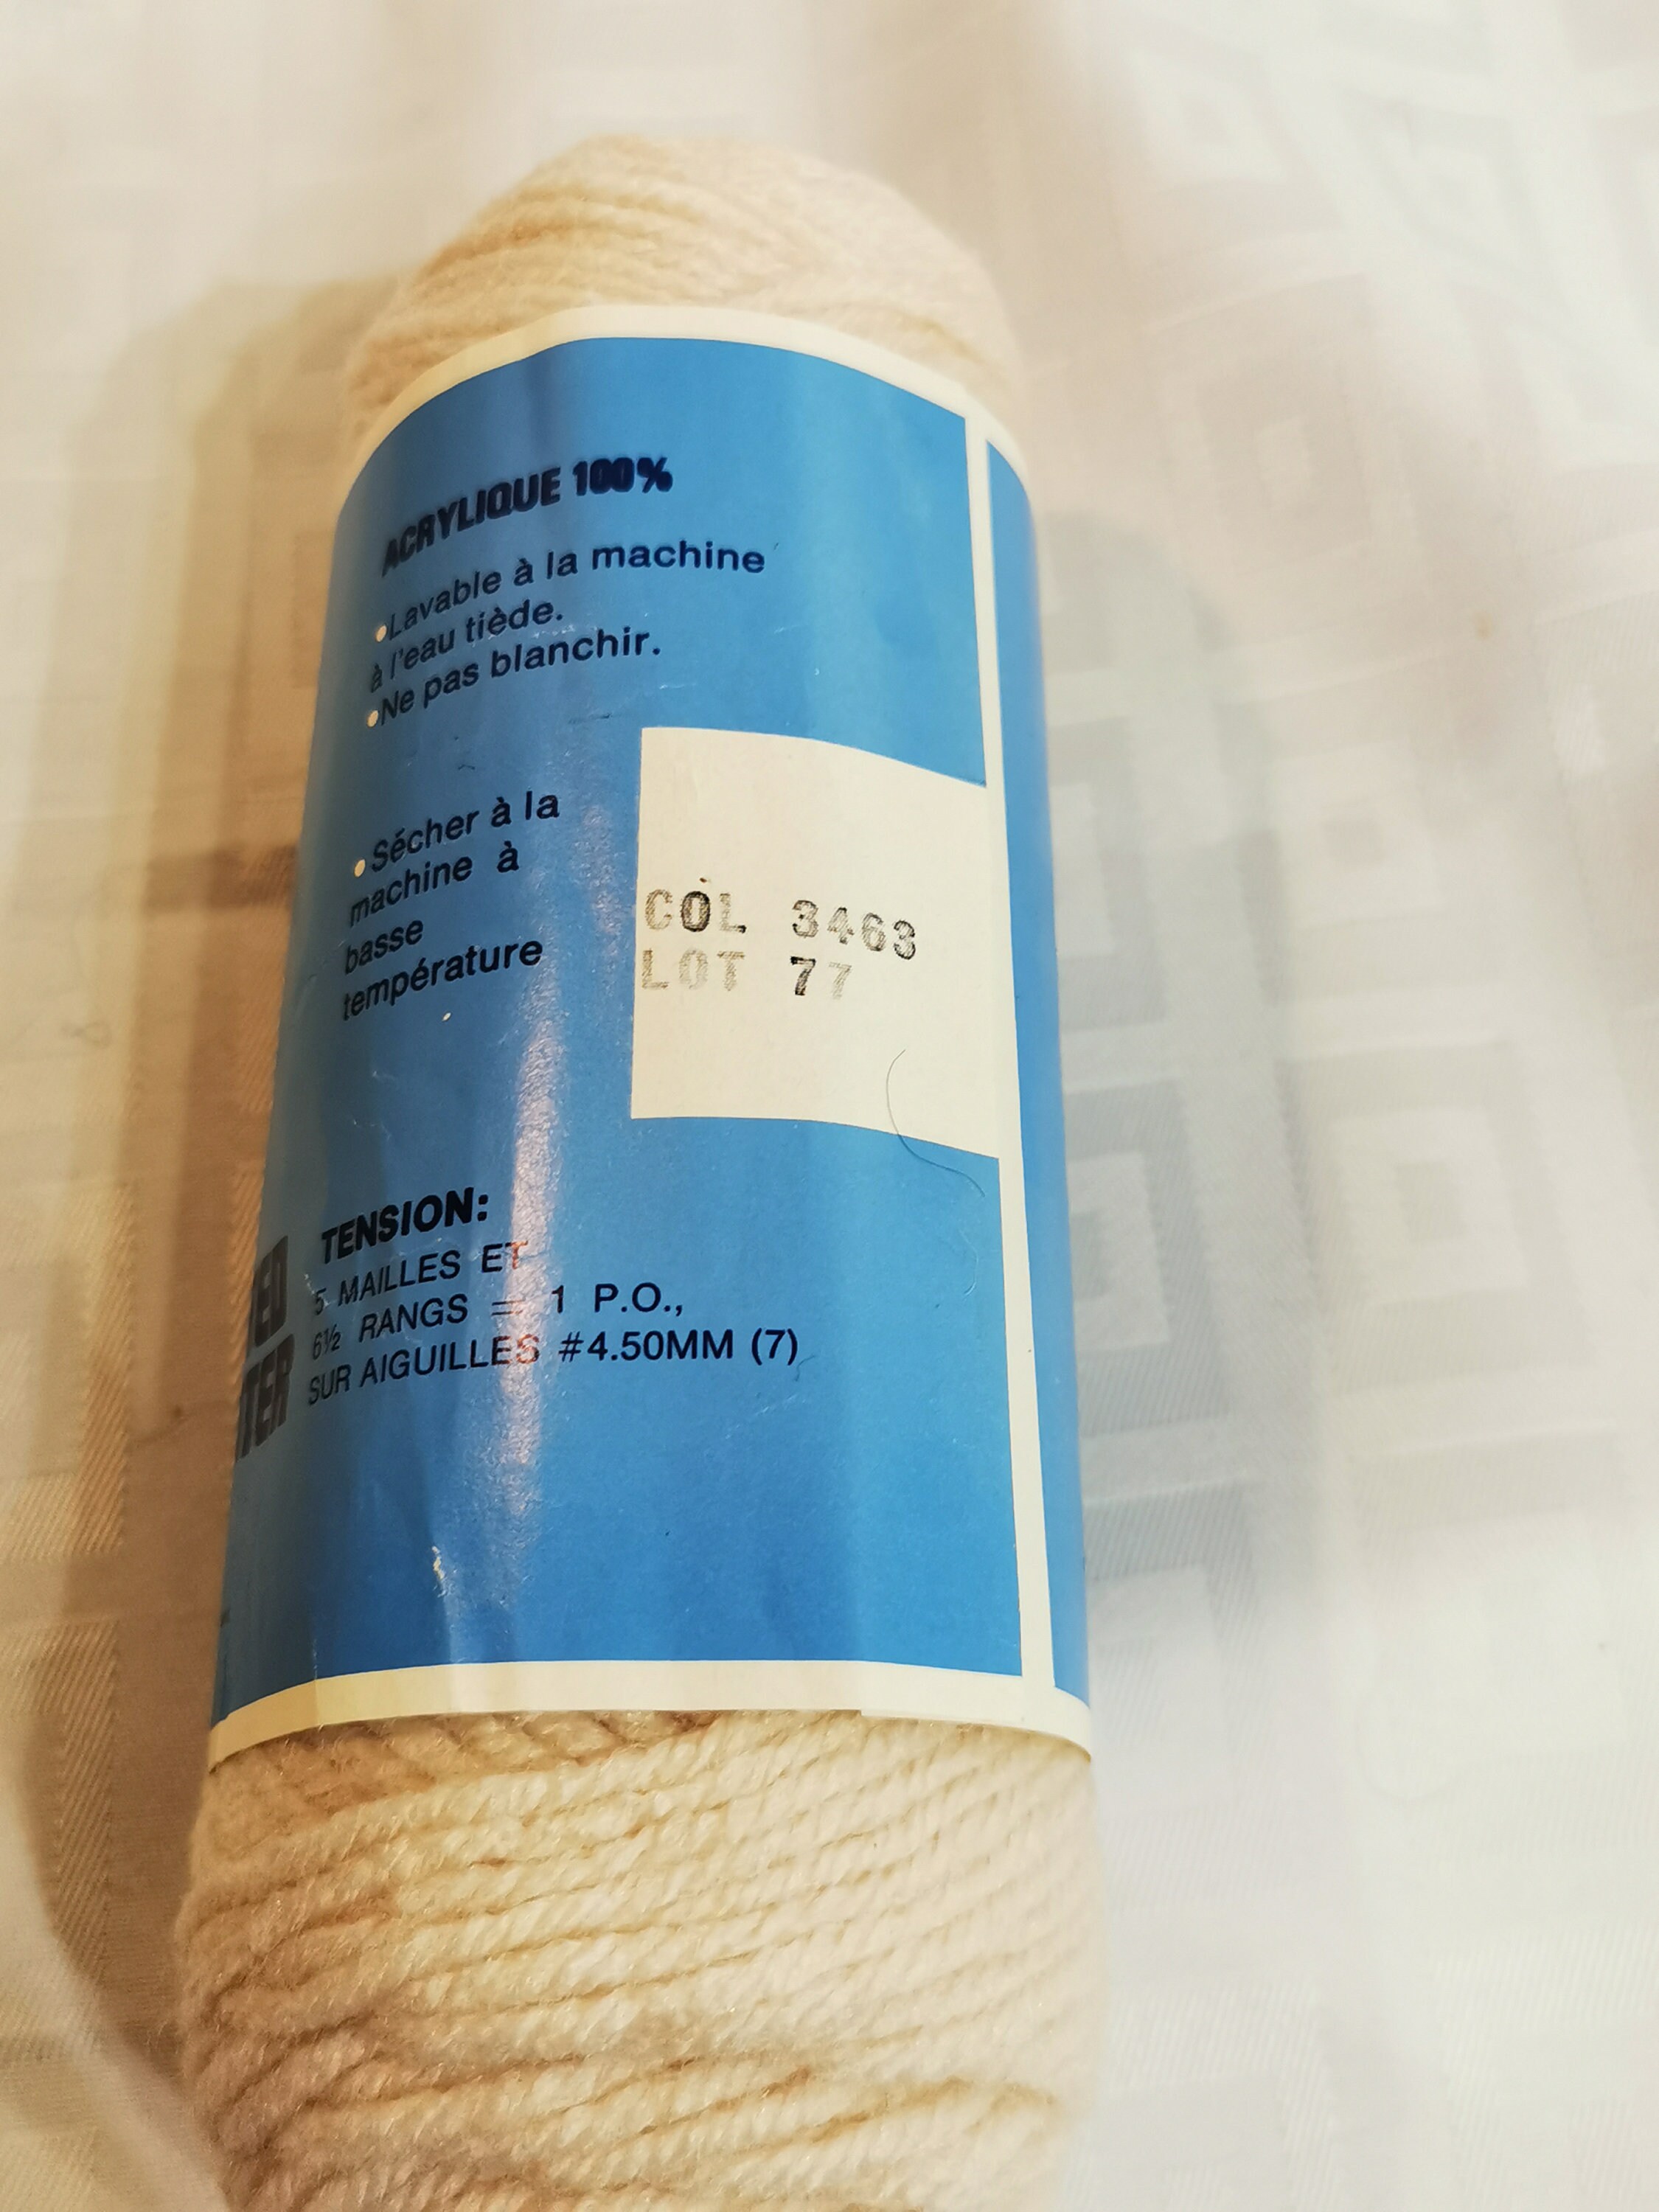 ACRYLIQUE 100%
•Lavable à la machine
à l'eau tiède.
•Ne pas blanchir.
•Sécher à la
machine à
basse
température
COL 3463
LOT 77
TENSION:
5 MAILLES ET
6½ RANGS = 1 P.O.,
SUR AIGUILLES #4.50MM (7)